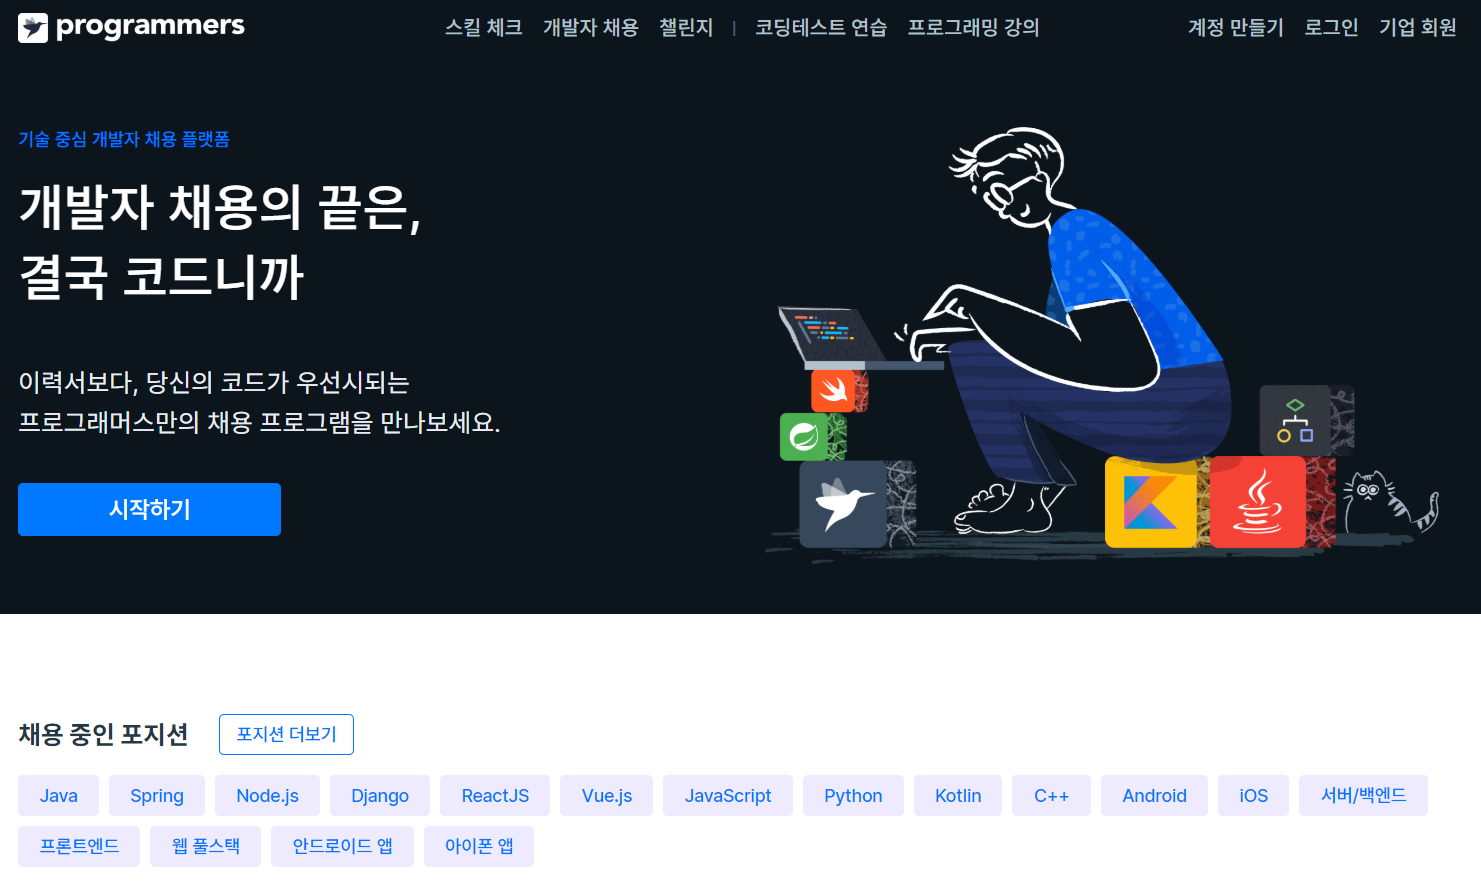 programmers
스킬 체크 개발자 채용 챌린지 | 코딩테스트 연습 프로그래밍 강의
계정 만들기 로그인 기업 회원
기술 중심 개발자 채용 플랫폼
개발자 채용의 끝은,
결국 코드니까
이력서보다, 당신의 코드가 우선시되는
프로그래머스만의 채용 프로그램을 만나보세요.
시작하기
채용 중인 포지션 포지션 더보기
Java Spring Node.js Django ReactJS Vue.js JavaScript Python Kotlin C++ Android iOS 서버/백엔드
프론트엔드 웹 풀스택 안드로이드 앱 아이폰 앱